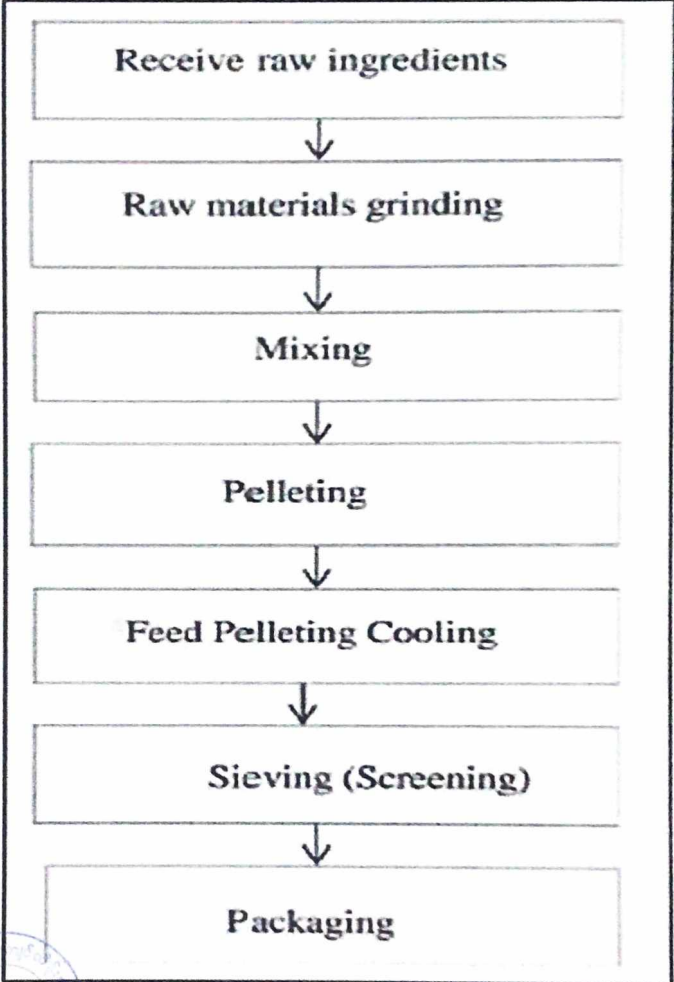 Receive raw ingredients
Raw materials grinding
Mixing
Pelleting
Feed Pelleting Cooling
Sieving (Screening)
Packaging